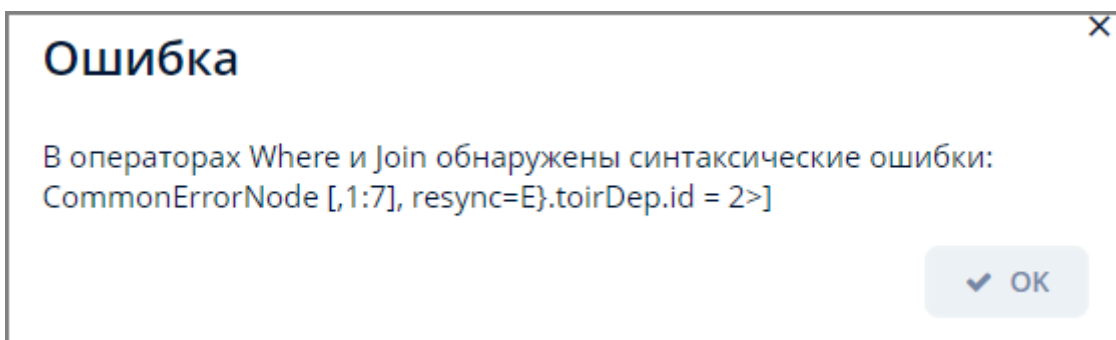 Ошибка
В операторах Where и Join обнаружены синтаксические ошибки:
CommonErrorNode [,1:7], resync=E}.toirDep.id = 2>]
OK